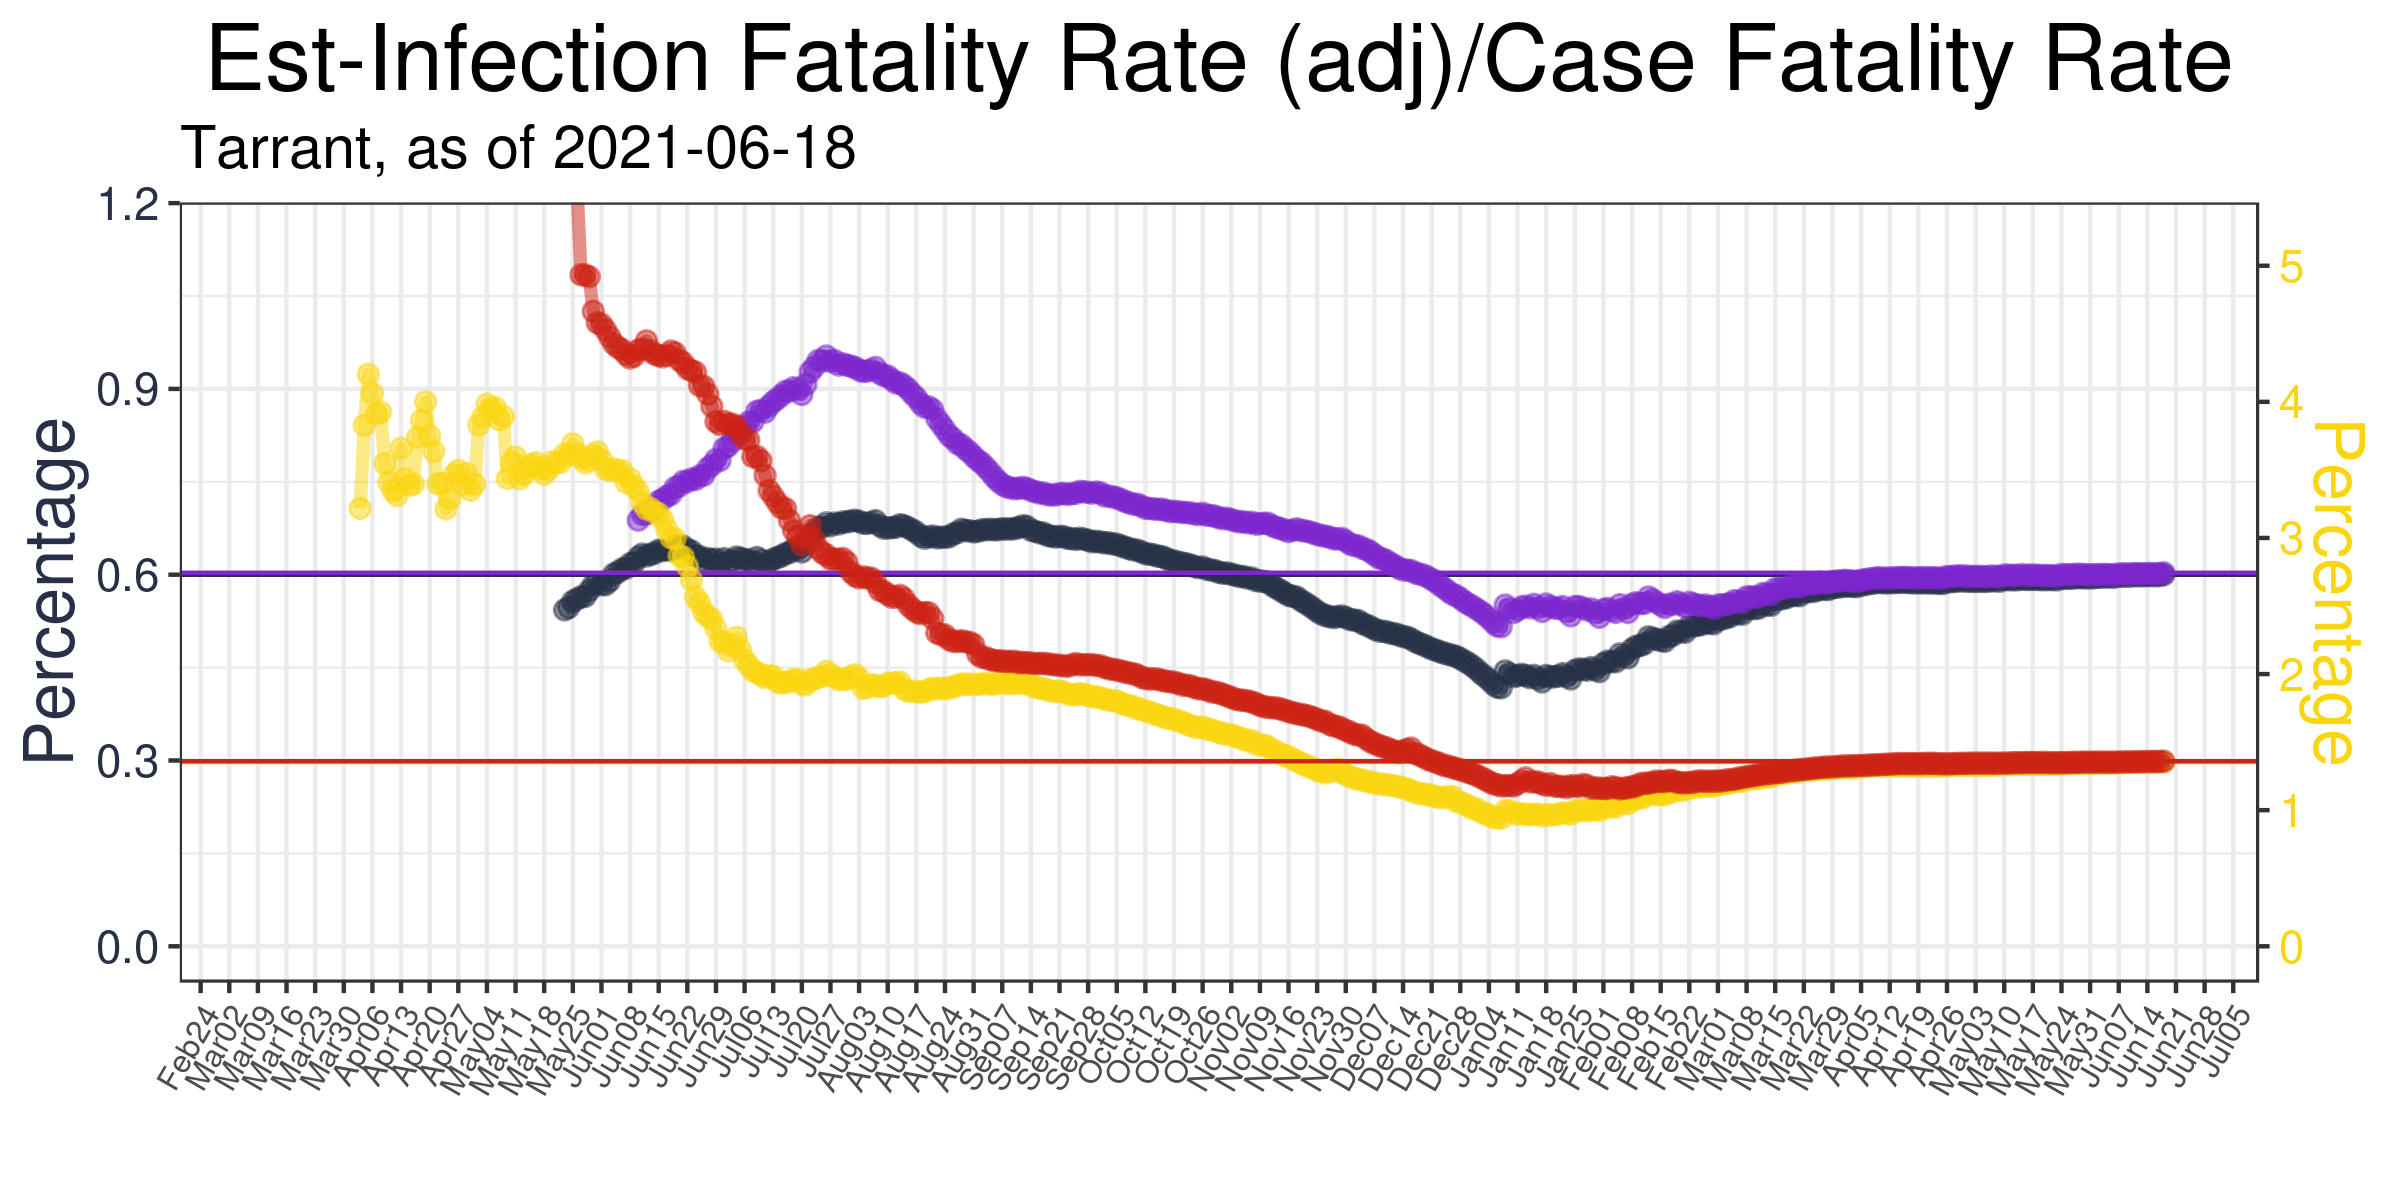 Est-Infection Fatality Rate (adj)/Case Fatality Rate
Tarrant, as of 2021-06-18
Percentage
1.2
0.9
0.6
0.3
0.0
5
4
3
2
1
0
Percentage
Feb24
Mar02
Mar09
Mar16
Mar23
Mar30
Apr06
Apr13
Apr20
Apr27
May04
May11
May18
May25
Jun01
Jun08
Jun15
Jun22
Jun29
Jul06
Jul13
Jul20
Jul27
Aug03
Aug10
Aug17
Aug24
Aug31
Sep07
Sep14
Sep21
Sep28
Oct05
Oct12
Oct19
Oct26
Nov02
Nov09
Nov16
Nov23
Nov30
Dec07
Dec14
Dec21
Dec28
Jan04
Jan11
Jan18
Jan25
Feb01
Feb08
Feb15
Feb22
Mar01
Mar08
Mar15
Mar22
Mar29
Apr05
Apr12
Apr19
Apr26
May03
May10
May17
May24
May31
Jun07
Jun14
Jun21
Jun28
Jul05